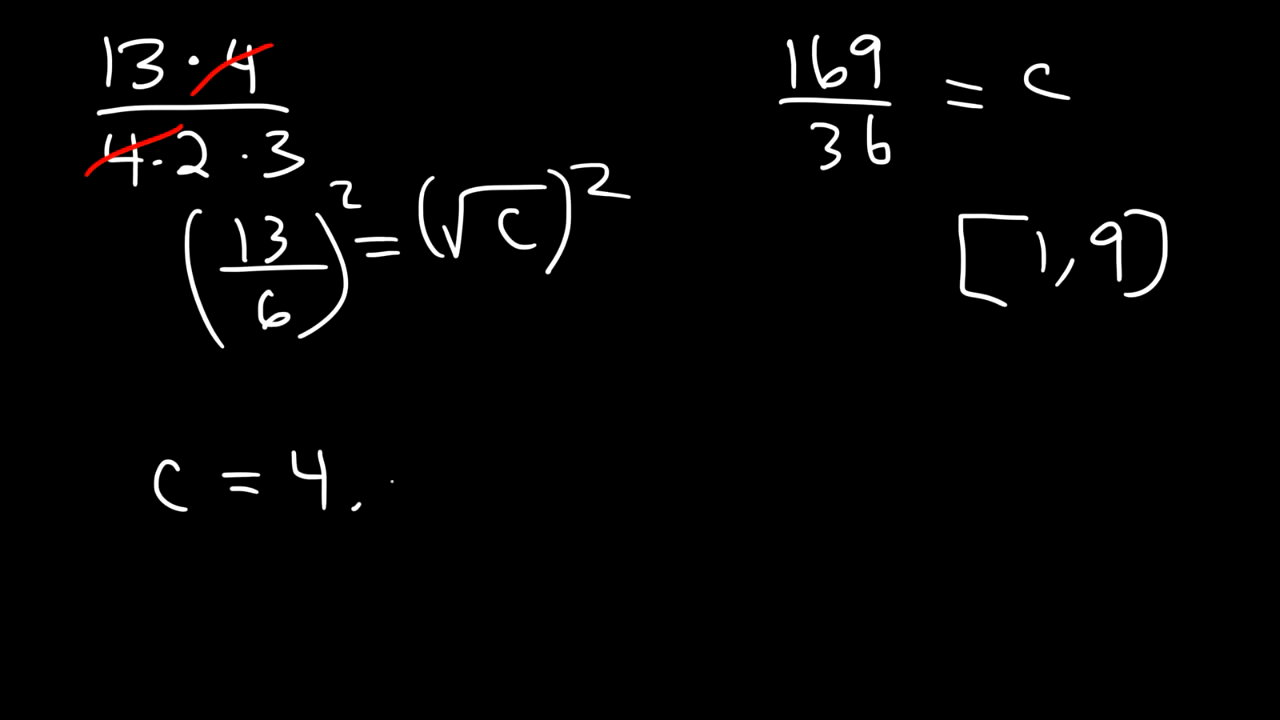 13 · 4
4 · 2 · 3
(13/6)² = (√c)²
169/36 = c
[1, 9)
c = 4.